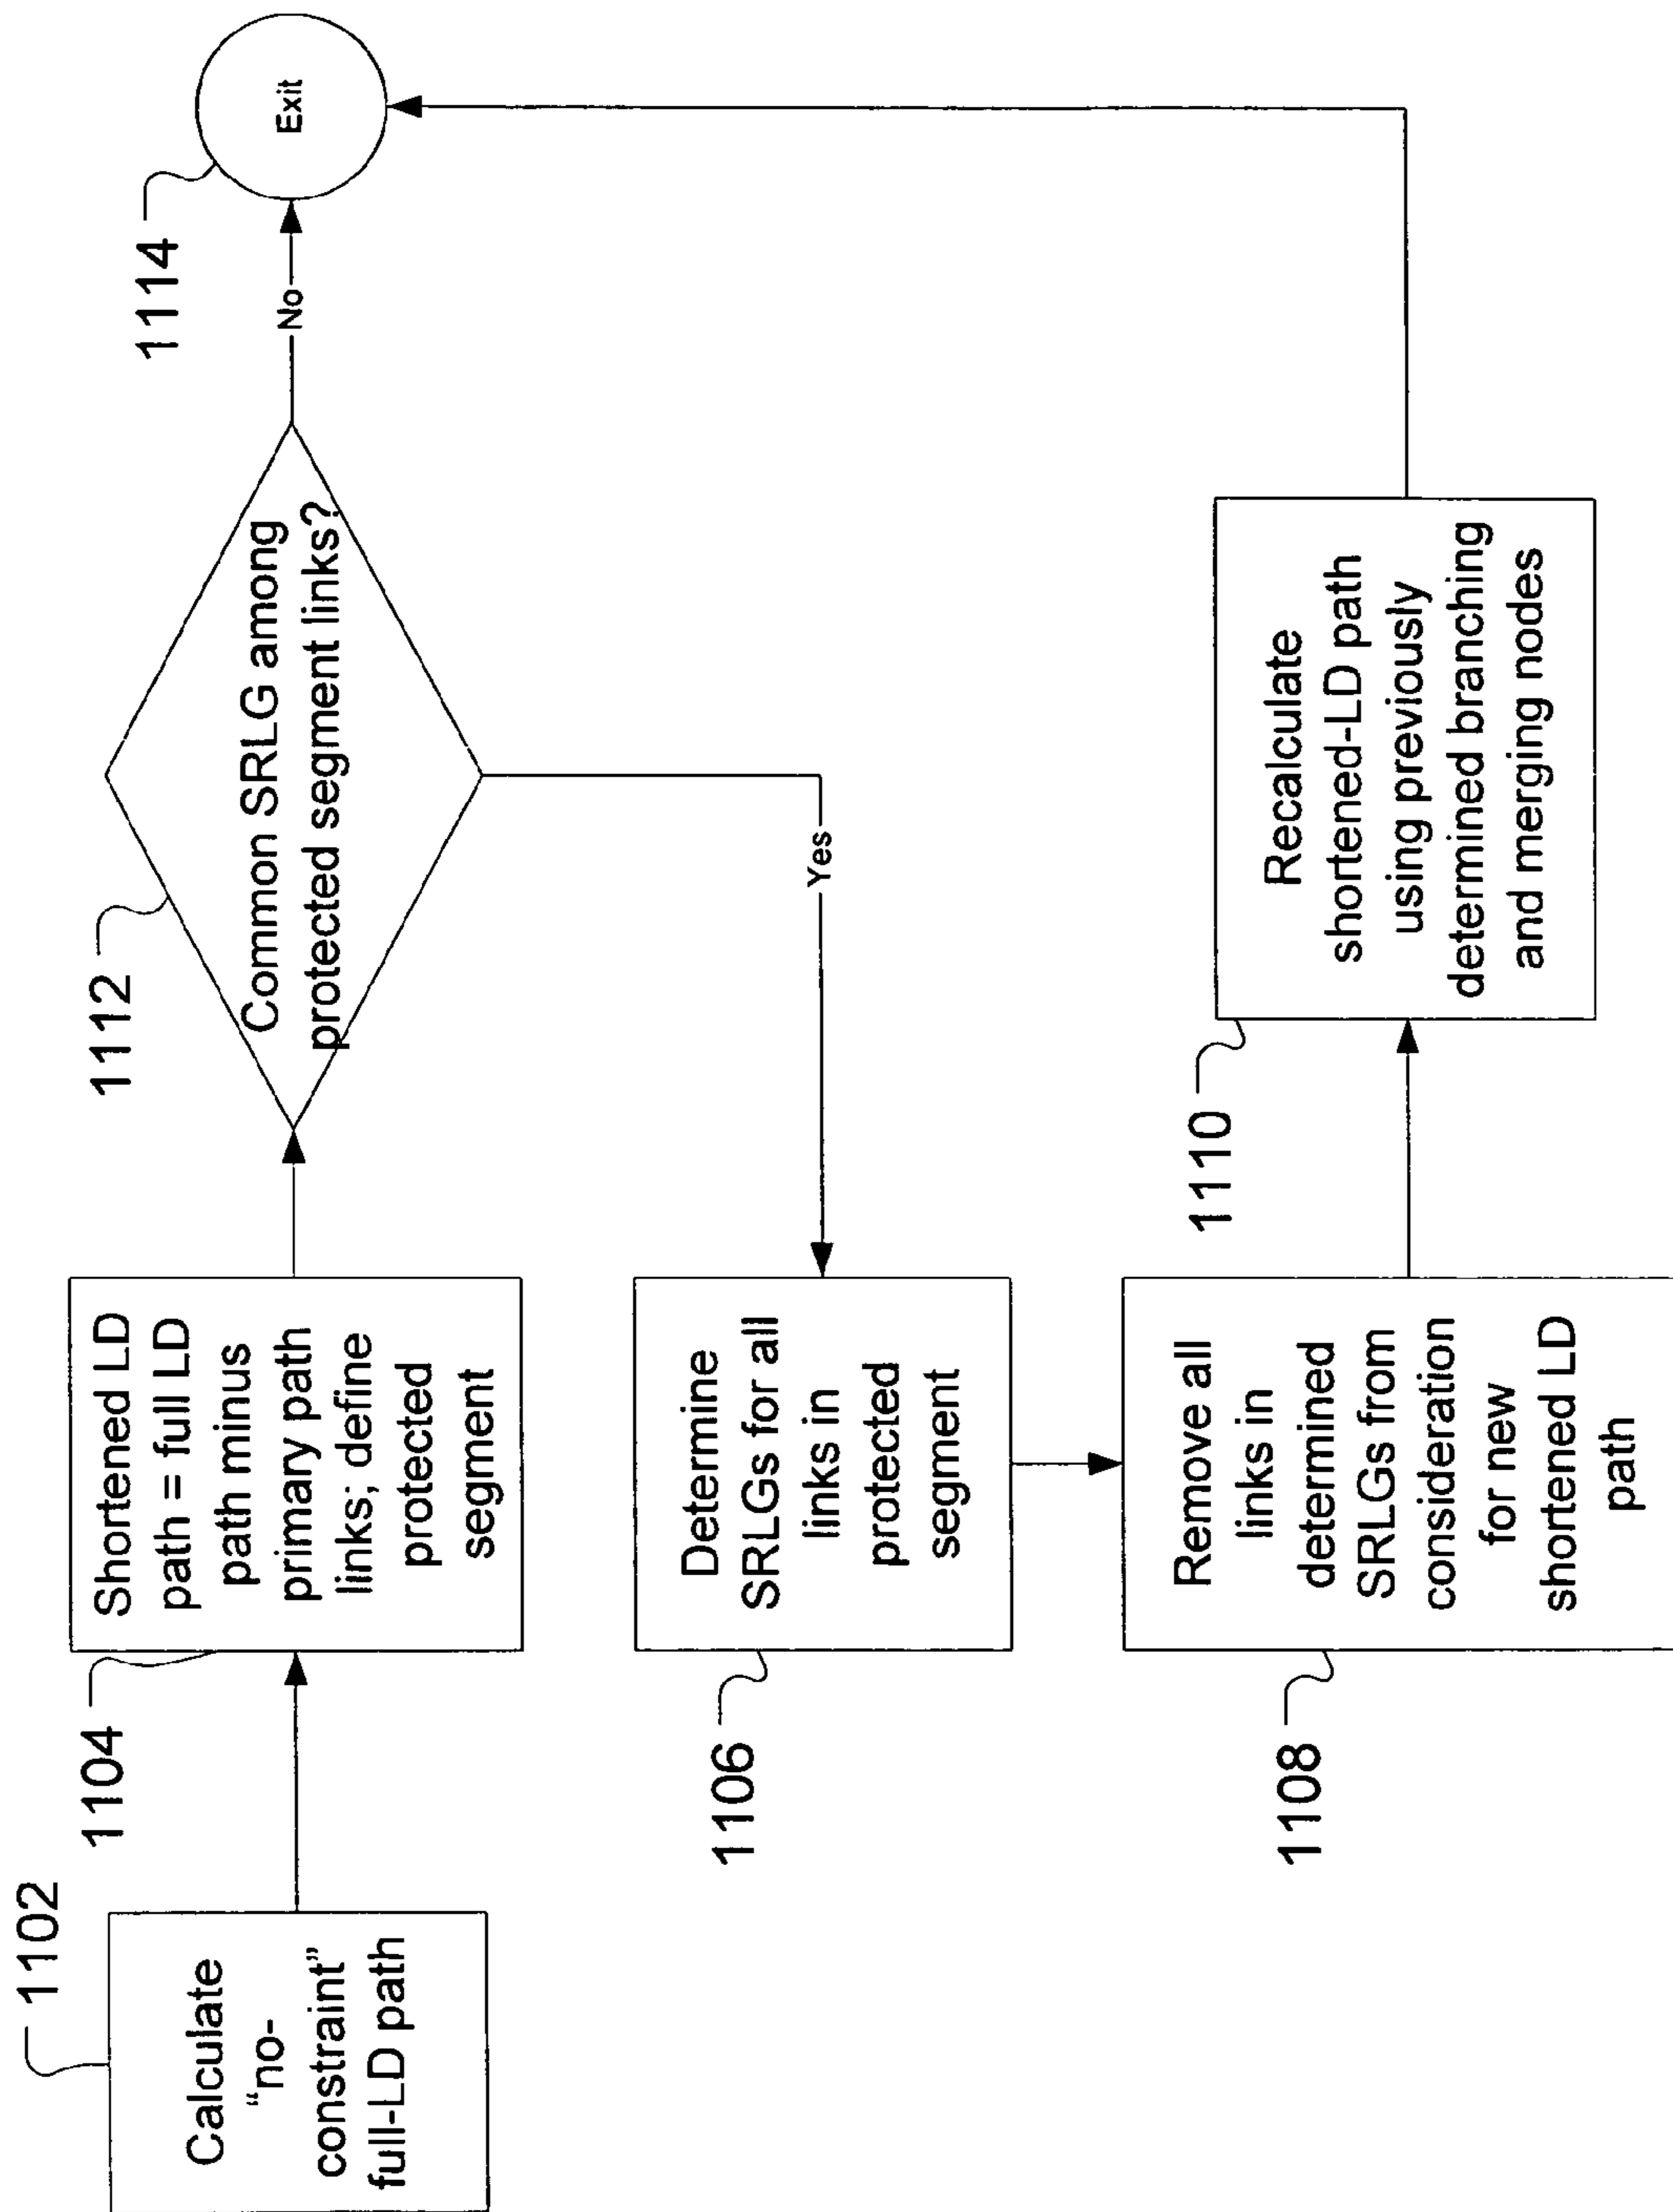 1102
Calculate
“no-
constraint”
full-LD path
1104
Shortened LD
path = full LD
path minus
primary path
links; define
protected
segment
1112
Common SRLG among
protected segment links?
No
1114
Exit
Yes
1106
Determine
SRLGs for all
links in
protected
segment
1108
Remove all
links in
determined
SRLGs from
consideration
for new
shortened LD
path
1110
Recalculate
shortened-LD path
using previously
determined branching
and merging nodes